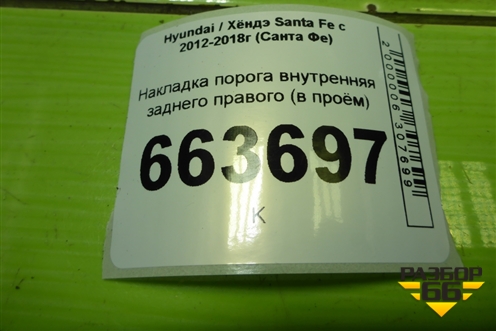 Hyundai / Хёндэ Santa Fe с
2012-2018г (Санта Фе)
Накладка порога внутренняя
заднего правого (в проём)
663697
К
2000006307699
РАЗБОР
66